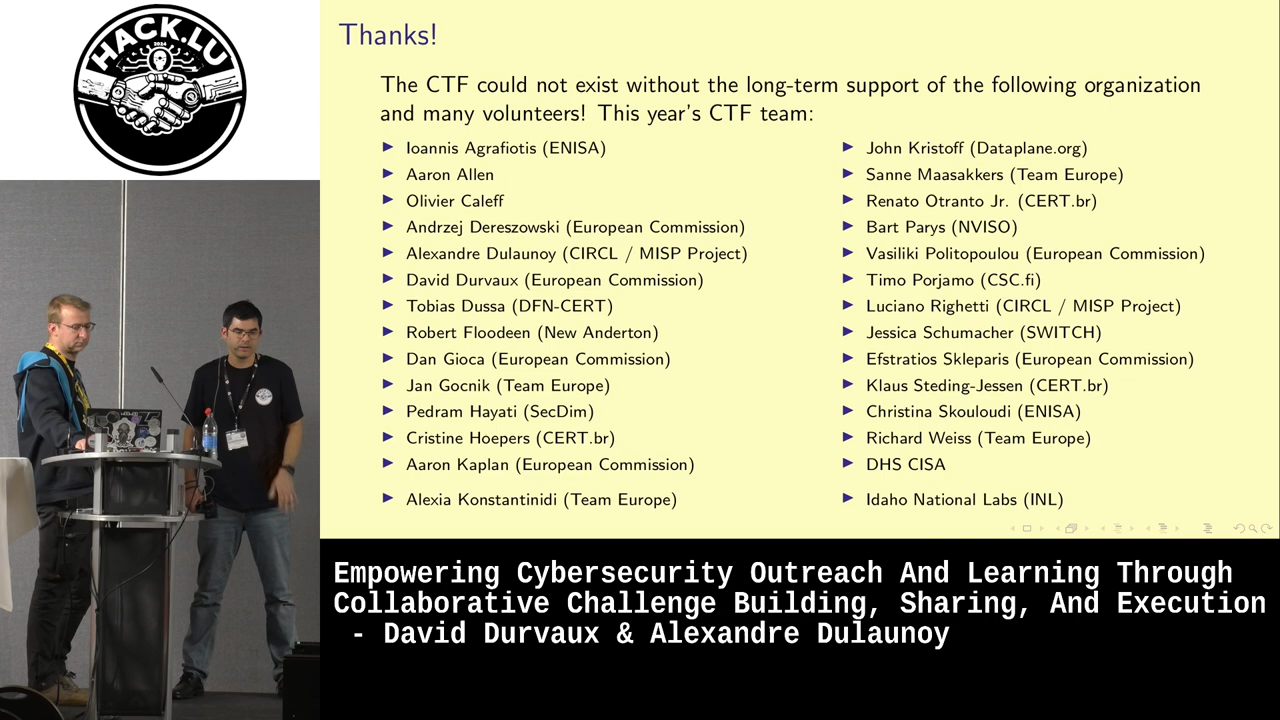 HACK.LU
2024
Thanks!
The CTF could not exist without the long-term support of the following organization
and many volunteers! This year's CTF team:
Ioannis Agrafiotis (ENISA)
Aaron Allen
Olivier Caleff
Andrzej Dereszowski (European Commission)
Alexandre Dulaunoy (CIRCL / MISP Project)
David Durvaux (European Commission)
Tobias Dussa (DFN-CERT)
Robert Floodeen (New Anderton)
Dan Gioca (European Commission)
Jan Gocnik (Team Europe)
Pedram Hayati (SecDim)
Cristine Hoepers (CERT.br)
Aaron Kaplan (European Commission)
Alexia Konstantinidi (Team Europe)
John Kristoff (Dataplane.org)
Sanne Maasakkers (Team Europe)
Renato Otranto Jr. (CERT.br)
Bart Parys (NVISO)
Vasiliki Politopoulou (European Commission)
Timo Porjamo (CSC.fi)
Luciano Righetti (CIRCL / MISP Project)
Jessica Schumacher (SWITCH)
Efstratios Skleparis (European Commission)
Klaus Steding-Jessen (CERT.br)
Christina Skouloudi (ENISA)
Richard Weiss (Team Europe)
DHS CISA
Idaho National Labs (INL)
Empowering Cybersecurity Outreach And Learning Through
Collaborative Challenge Building, Sharing, And Execution
- David Durvaux & Alexandre Dulaunoy